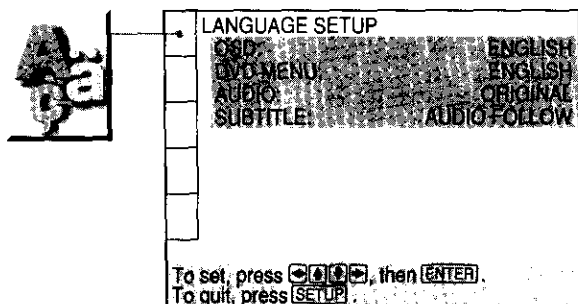 LANGUAGE SETUP
OSD: ENGLISH
DVD MENU: ENGLISH
AUDIO: ORIGINAL
SUBTITLE: AUDIO FOLLOW
To set, press , then ENTER.
To quit, press SETUP.